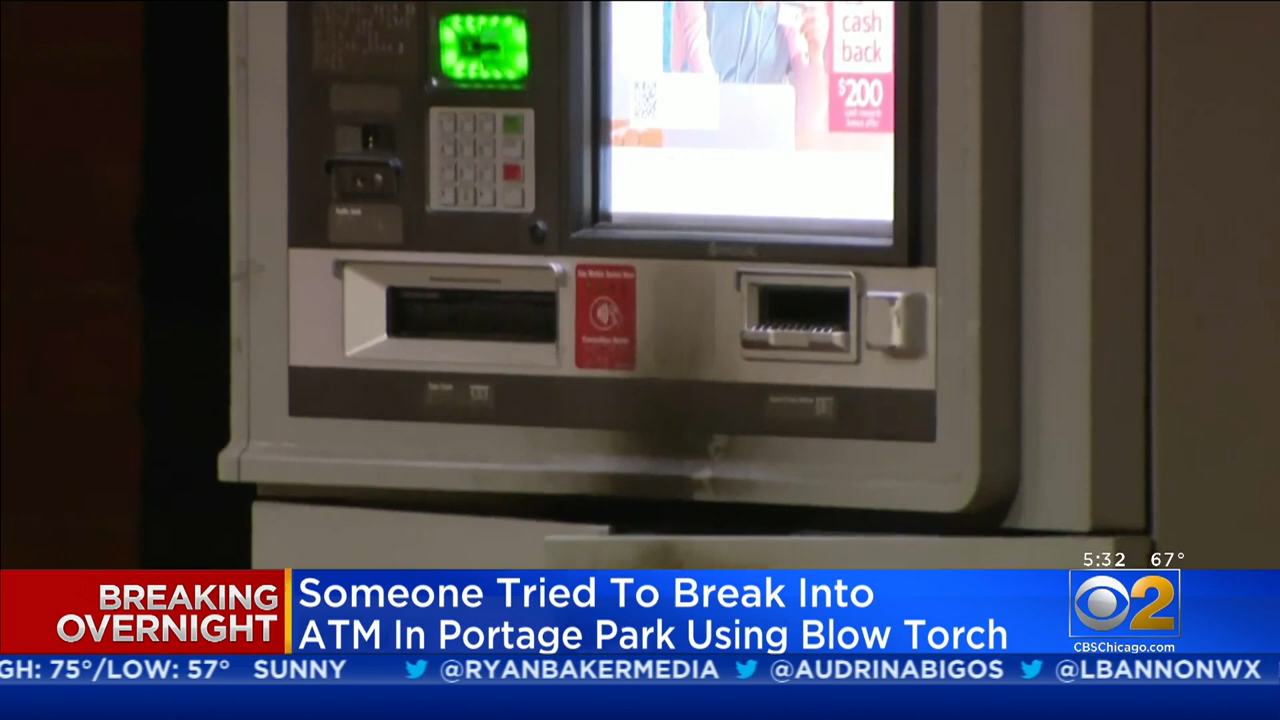 cash
back
$200
BREAKING
OVERNIGHT
Someone Tried To Break Into
ATM In Portage Park Using Blow Torch
5:32 67°
2
CBSChicago.com
GH: 75°/LOW: 57° SUNNY @RYANBAKERMEDIA @AUDRINABIGOS @LBANNONWX